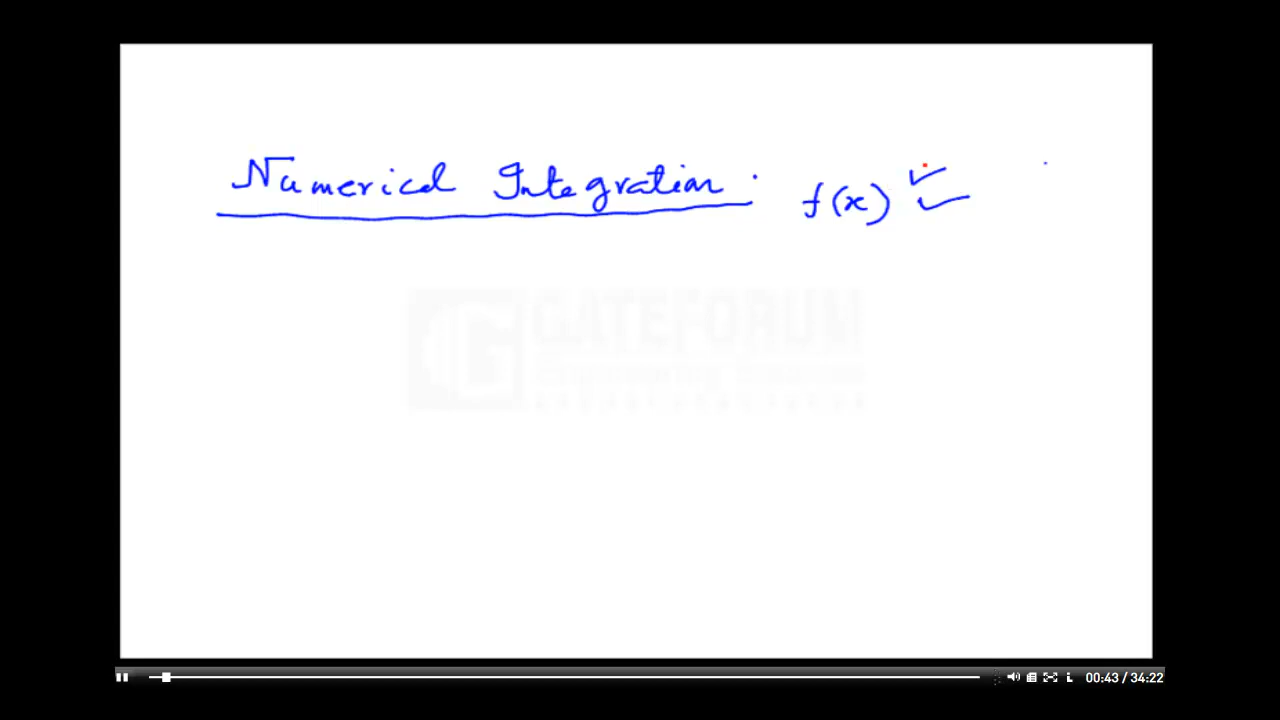 Numerical Integration . f(x)
GATEFORUM
00:43 / 34:22